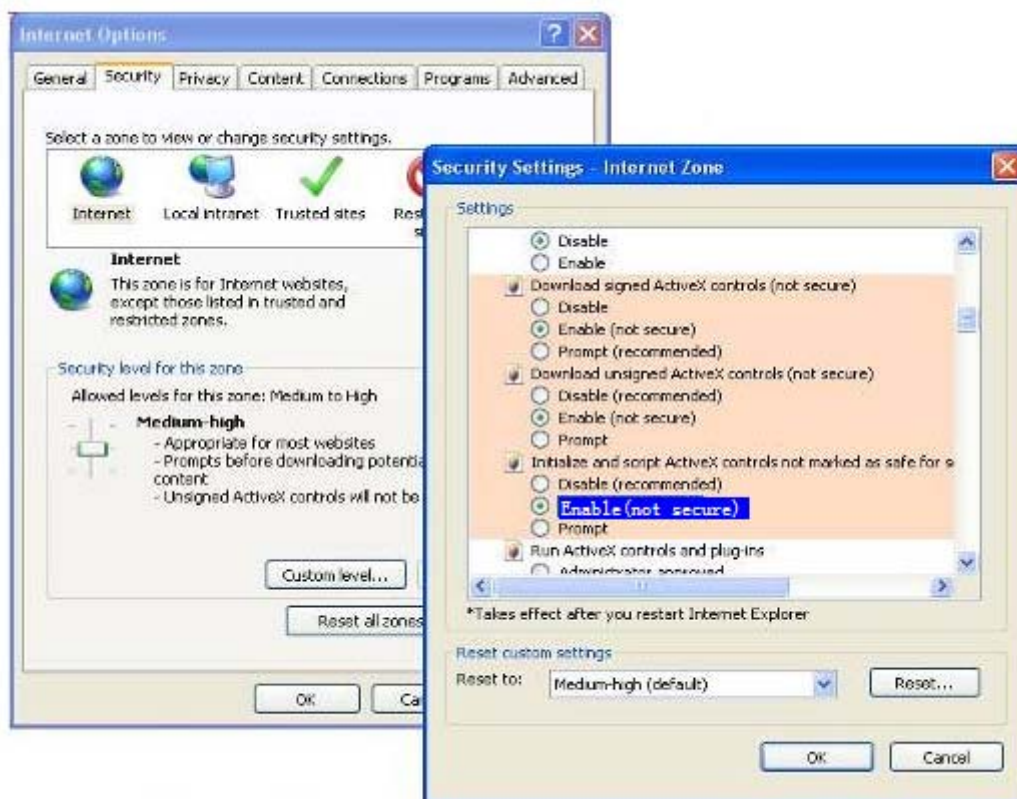 Internet Options
General Security Privacy Content Connections Programs Advanced
Select a zone to view or change security settings.
Internet Local intranet Trusted sites
Internet
This zone is for Internet websites,
except those listed in trusted and
restricted zones.
Security level for this zone
Allowed levels for this zone: Medium to High
Medium-high
- Appropriate for most websites
- Prompts before downloading
content
- Unsigned ActiveX controls will not be
Custom level...
Reset all zones
OK
Security Settings - Internet Zone
Settings
Disable
Enable
Download signed ActiveX controls (not secure)
Disable
Enable (not secure)
Prompt (recommended)
Download unsigned ActiveX controls (not secure)
Disable (recommended)
Enable (not secure)
Prompt
Initialize and script ActiveX controls not marked as safe for s
Disable (recommended)
Enable(not secure)
Prompt
Run ActiveX controls and plug-ins
Administrator approved
*Takes effect after you restart Internet Explorer
Reset custom settings
Reset to: Medium-high (default) Reset...
OK Cancel